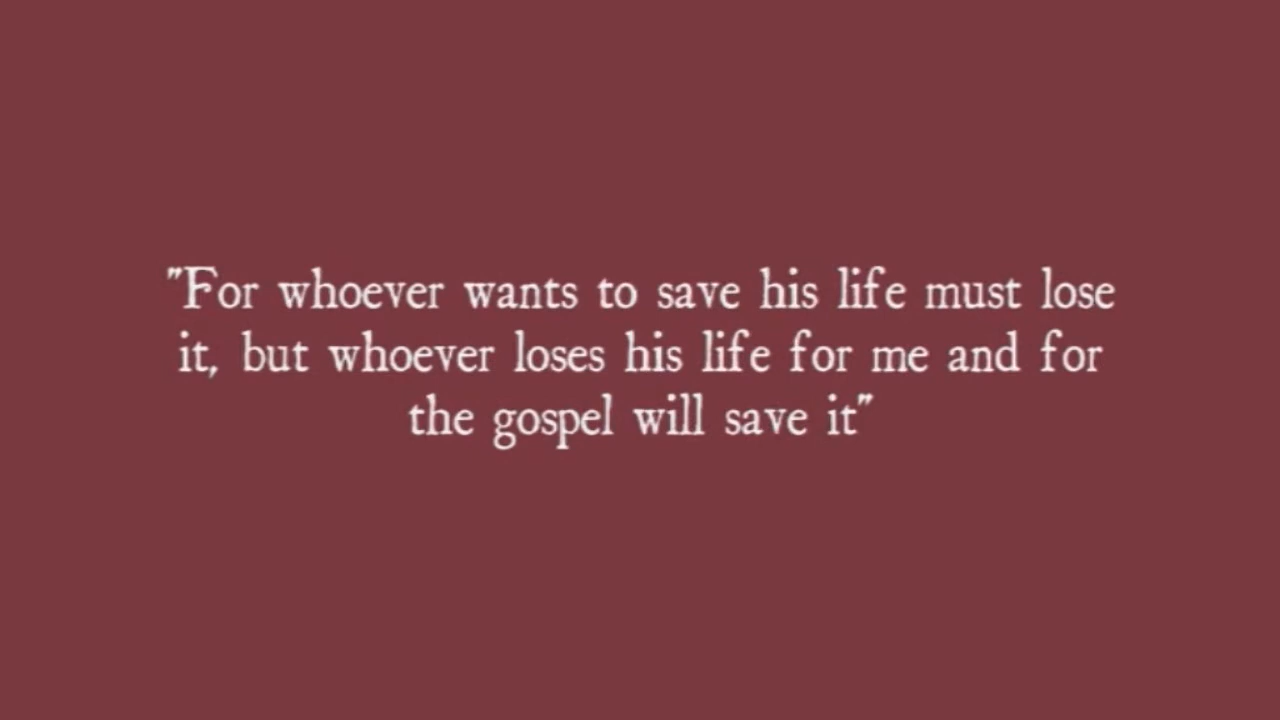 "For whoever wants to save his life must lose
it, but whoever loses his life for me and for
the gospel will save it"